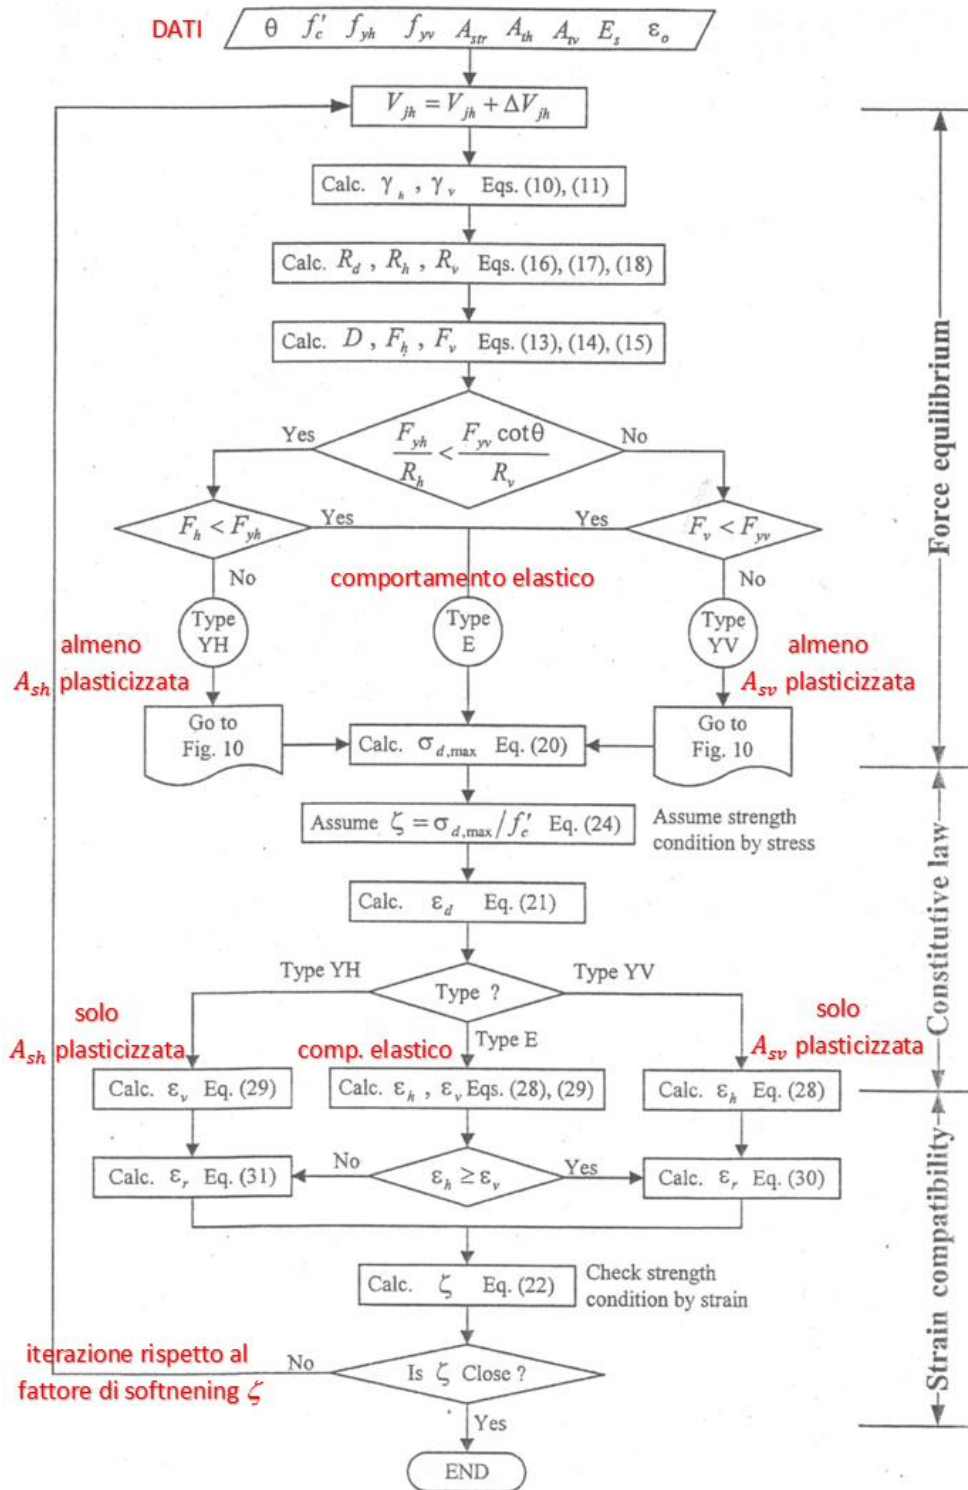 DATI
θ f'c fyh fyv Astr Ath Atv Es εo
Vjh = Vjh + ΔVjh
Calc. γh , γv Eqs. (10), (11)
Calc. Rd , Rh , Rv Eqs. (16), (17), (18)
Calc. D , Fh , Fv Eqs. (13), (14), (15)
Yes
Fyh / Rh < Fyv cotθ / Rv
No
Fh < Fyh
Yes
Yes
Fv < Fyv
No
comportamento elastico
No
Type
YH
Type
E
Type
YV
almeno
Ash plasticizzata
almeno
Asv plasticizzata
Go to
Fig. 10
Calc. σd,max Eq. (20)
Go to
Fig. 10
Force equilibrium
Assume ζ = σd,max / f'c Eq. (24)
Assume strength
condition by stress
Calc. εd Eq. (21)
Constitutive law
Type YH
Type ?
Type YV
Type E
solo
Ash plasticizzata
comp. elastico
solo
Asv plasticizzata
Calc. εv Eq. (29)
Calc. εh , εv Eqs. (28), (29)
Calc. εh Eq. (28)
Calc. εr Eq. (31)
No
εh ≥ εv
Yes
Calc. εr Eq. (30)
Calc. ζ Eq. (22)
Check strength
condition by strain
Strain compatibility
iterazione rispetto al
fattore di softnening ζ
No
Is ζ Close ?
Yes
END